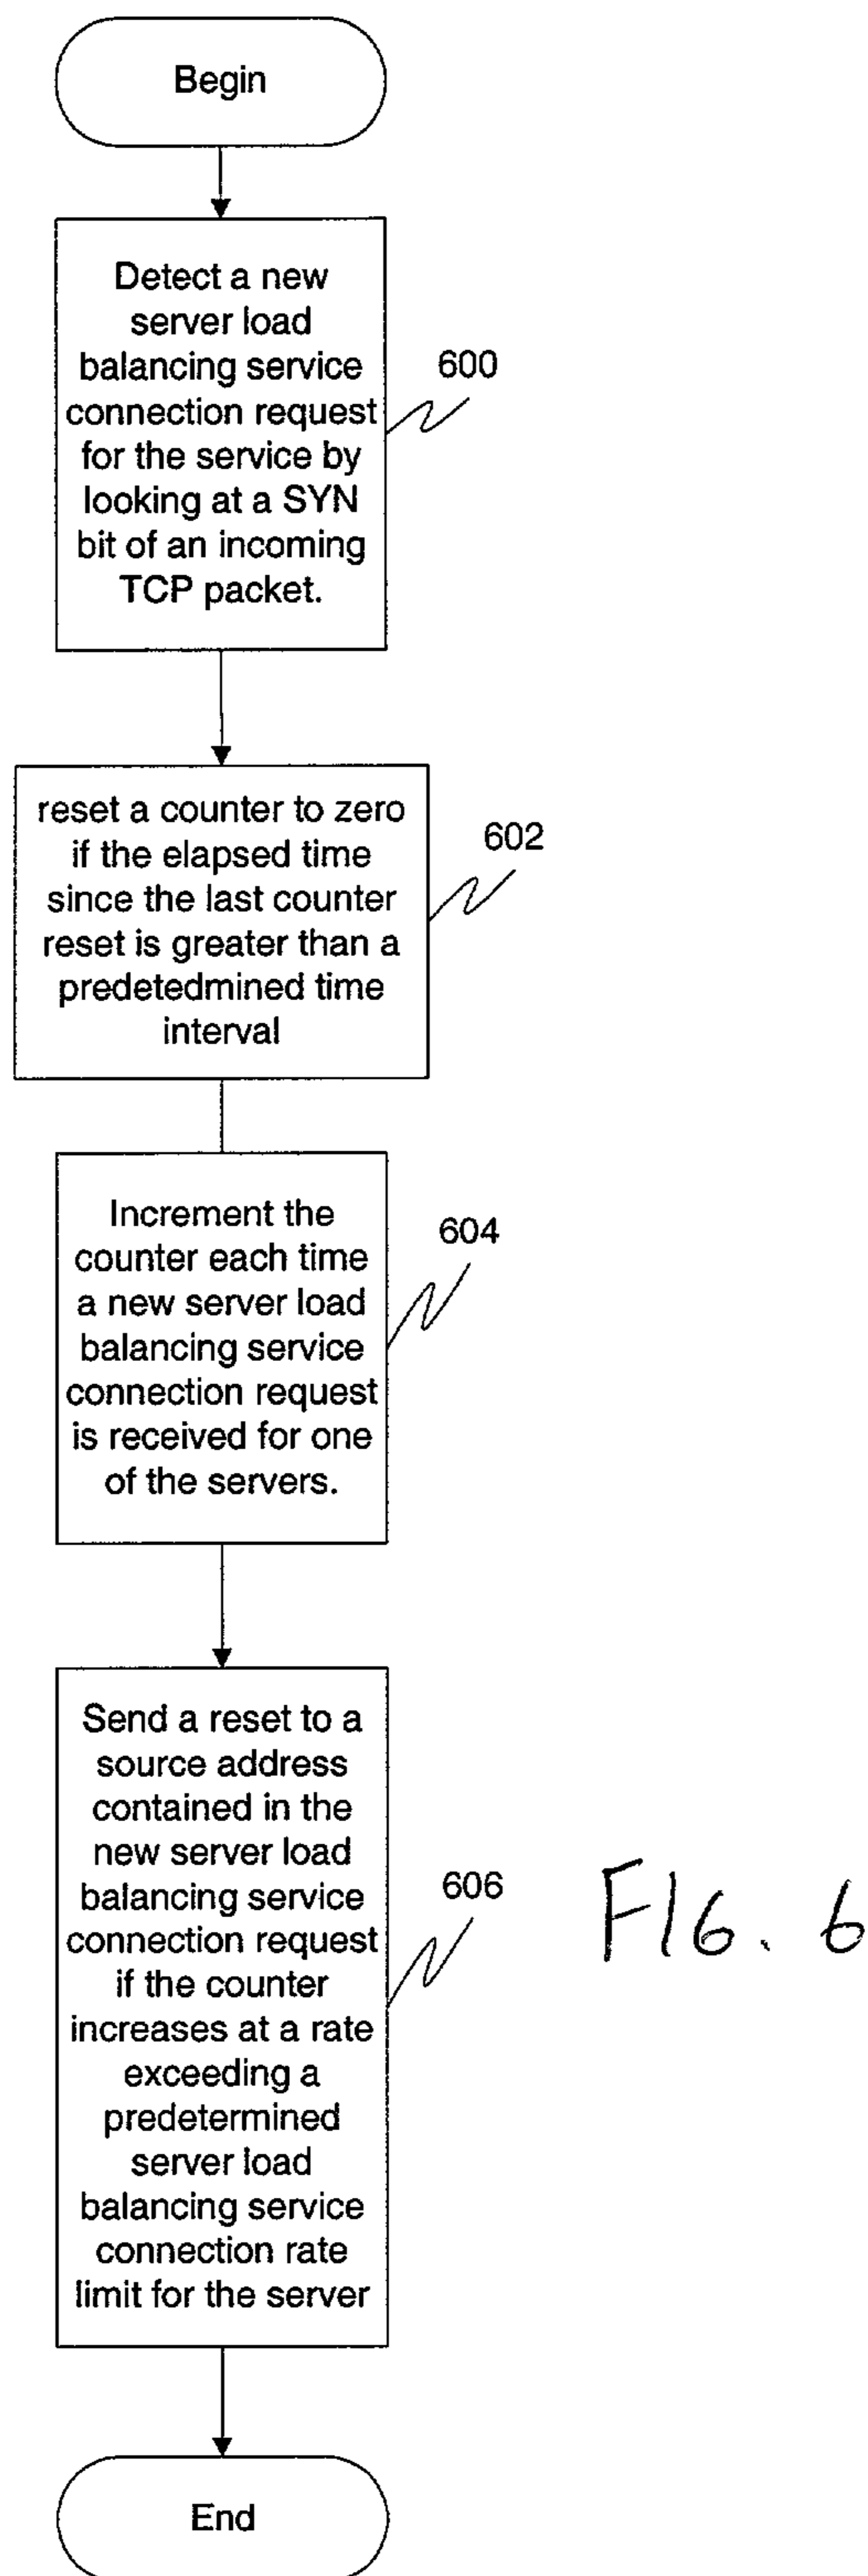 Begin
Detect a new
server load
balancing service
connection request
for the service by
looking at a SYN
bit of an incoming
TCP packet.
600
reset a counter to zero
if the elapsed time
since the last counter
reset is greater than a
predetedmined time
interval
602
Increment the
counter each time
a new server load
balancing service
connection request
is received for one
of the servers.
604
Send a reset to a
source address
contained in the
new server load
balancing service
connection request
if the counter
increases at a rate
exceeding a
predetermined
server load
balancing service
connection rate
limit for the server
606
FIG. 6
End